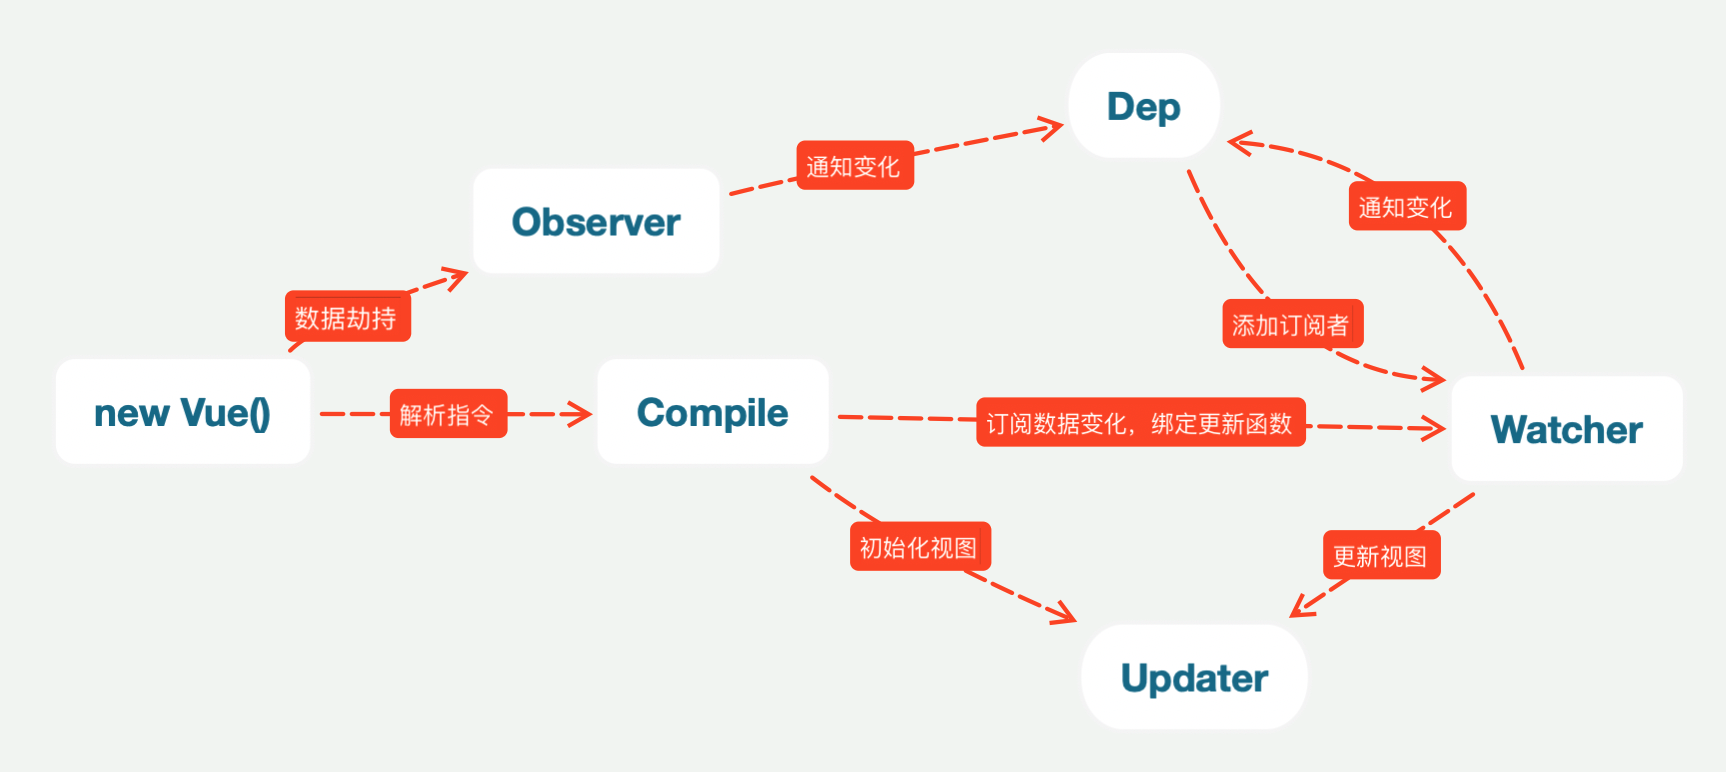 Dep
通知变化
通知变化
Observer
数据劫持
添加订阅者
new Vue()
解析指令
Compile
订阅数据变化，绑定更新函数
Watcher
初始化视图
更新视图
Updater